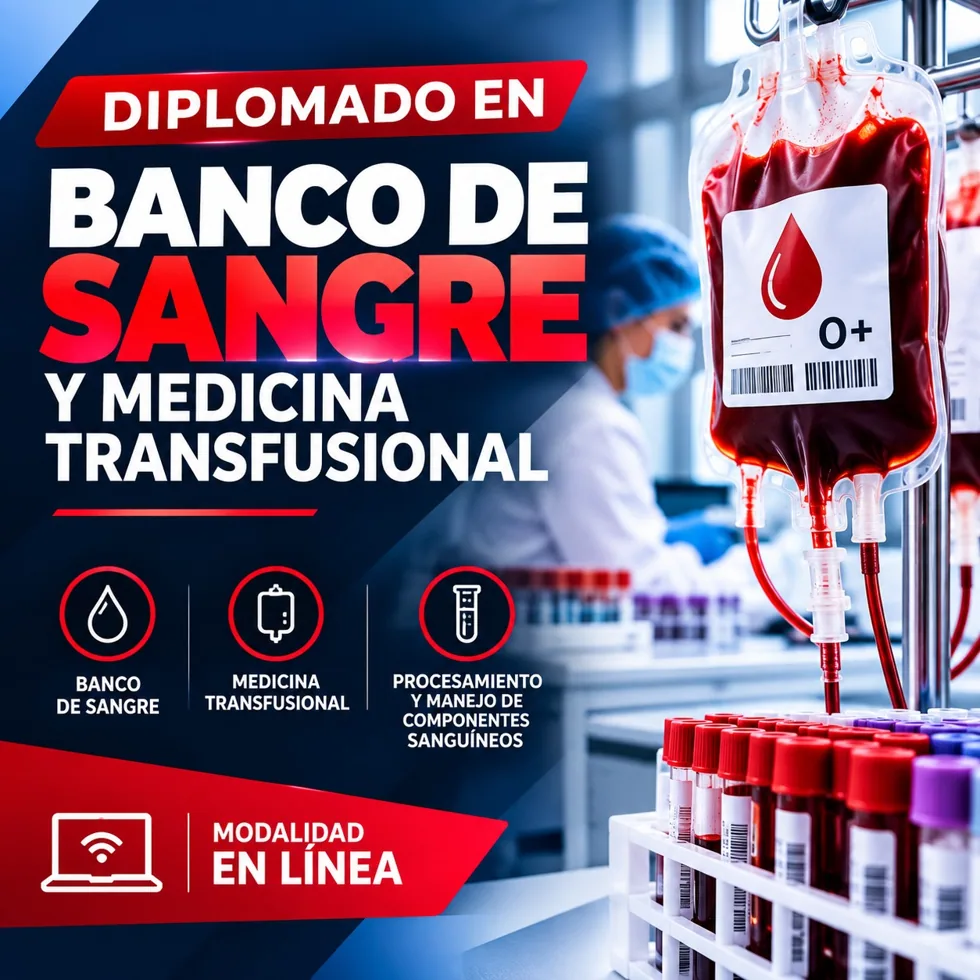 DIPLOMADO EN
BANCO DE
SANGRE
Y MEDICINA
TRANSFUSIONAL
BANCO
DE SANGRE
MEDICINA
TRANSFUSIONAL
PROCESAMIENTO
Y MANEJO DE
COMPONENTES
SANGUÍNEOS
MODALIDAD
EN LÍNEA
O+